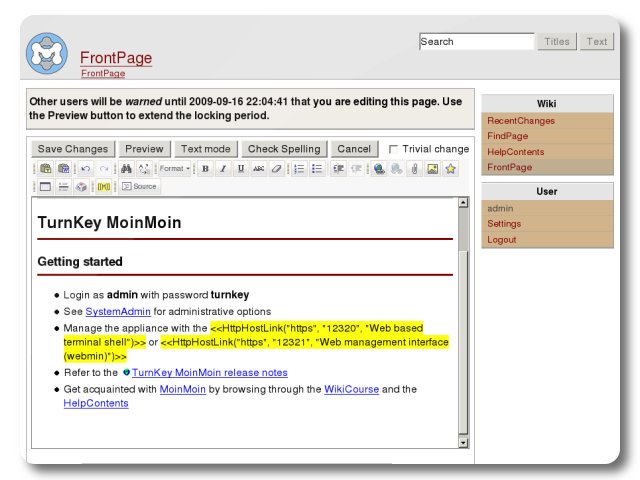 FrontPage
FrontPage
Search
Titles
Text
Other users will be warned until 2009-09-16 22:04:41 that you are editing this page. Use
the Preview button to extend the locking period.
Save Changes
Preview
Text mode
Check Spelling
Cancel
Trivial change
Format
B
I
U
ABC
Source
TurnKey MoinMoin
Getting started
Login as admin with password turnkey
See SystemAdmin for administrative options
Manage the appliance with the <<HttpHostLink("https", "12320", "Web based
terminal shell")>> or <<HttpHostLink("https", "12321", "Web management interface
(webmin)")>>
Refer to the TurnKey MoinMoin release notes
Get acquainted with MoinMoin by browsing through the WikiCourse and the
HelpContents
Wiki
RecentChanges
FindPage
HelpContents
FrontPage
User
admin
Settings
Logout